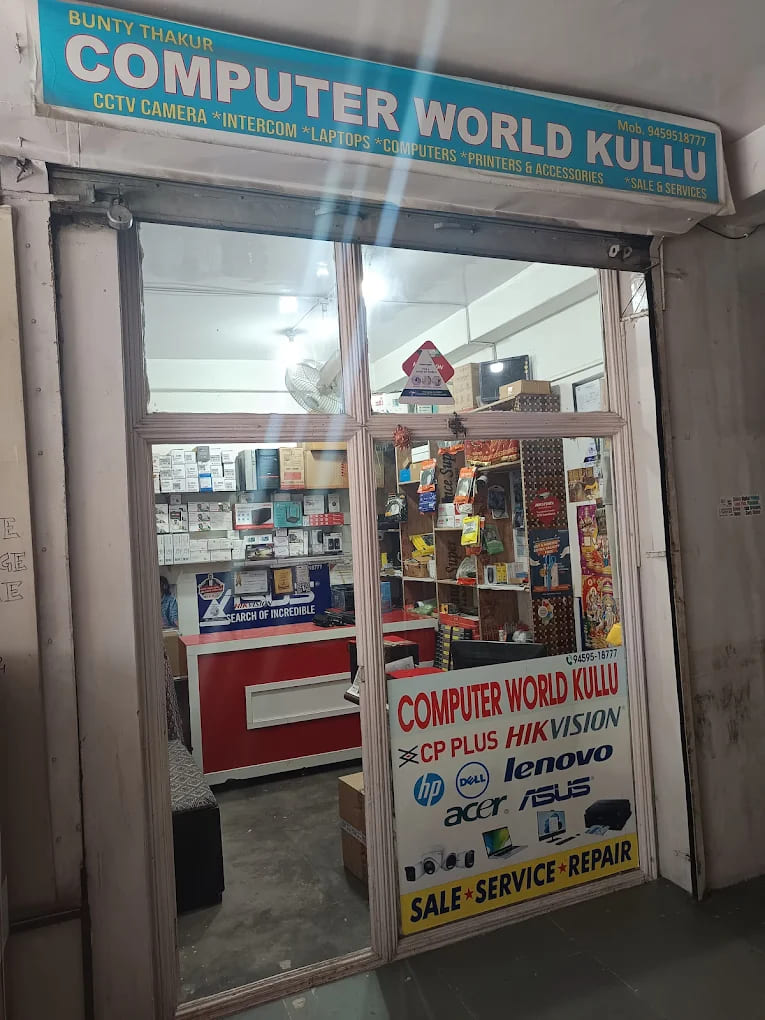 BUNTY THAKUR
COMPUTER WORLD KULLU
Mob. 9459518777
CCTV CAMERA *INTERCOM *LAPTOPS *COMPUTERS *PRINTERS & ACCESSORIES *SALE & SERVICES
HIKVISION
SEARCH OF INCREDIBLE
94595-18777
COMPUTER WORLD KULLU
CP PLUS HIKVISION
hp DELL lenovo
acer ASUS
SALE★SERVICE★REPAIR